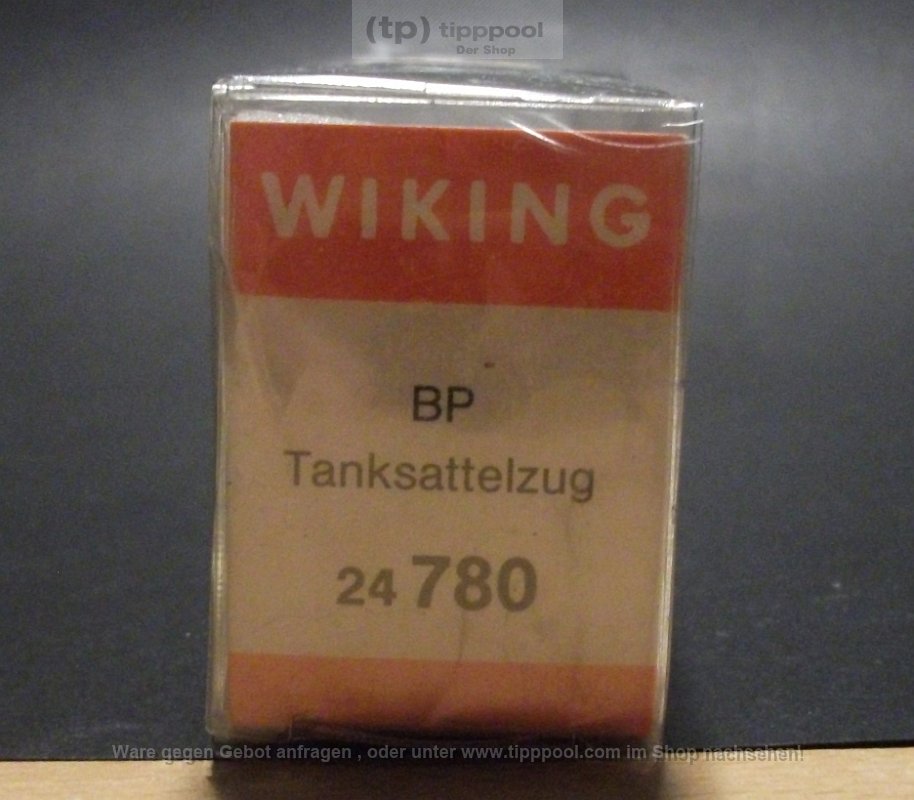 (tp) tipppool
Der Shop
WIKING
BP
Tanksattelzug
24 780
Ware gegen Gebot anfragen , oder unter www.tipppool.com im Shop nachsehen!